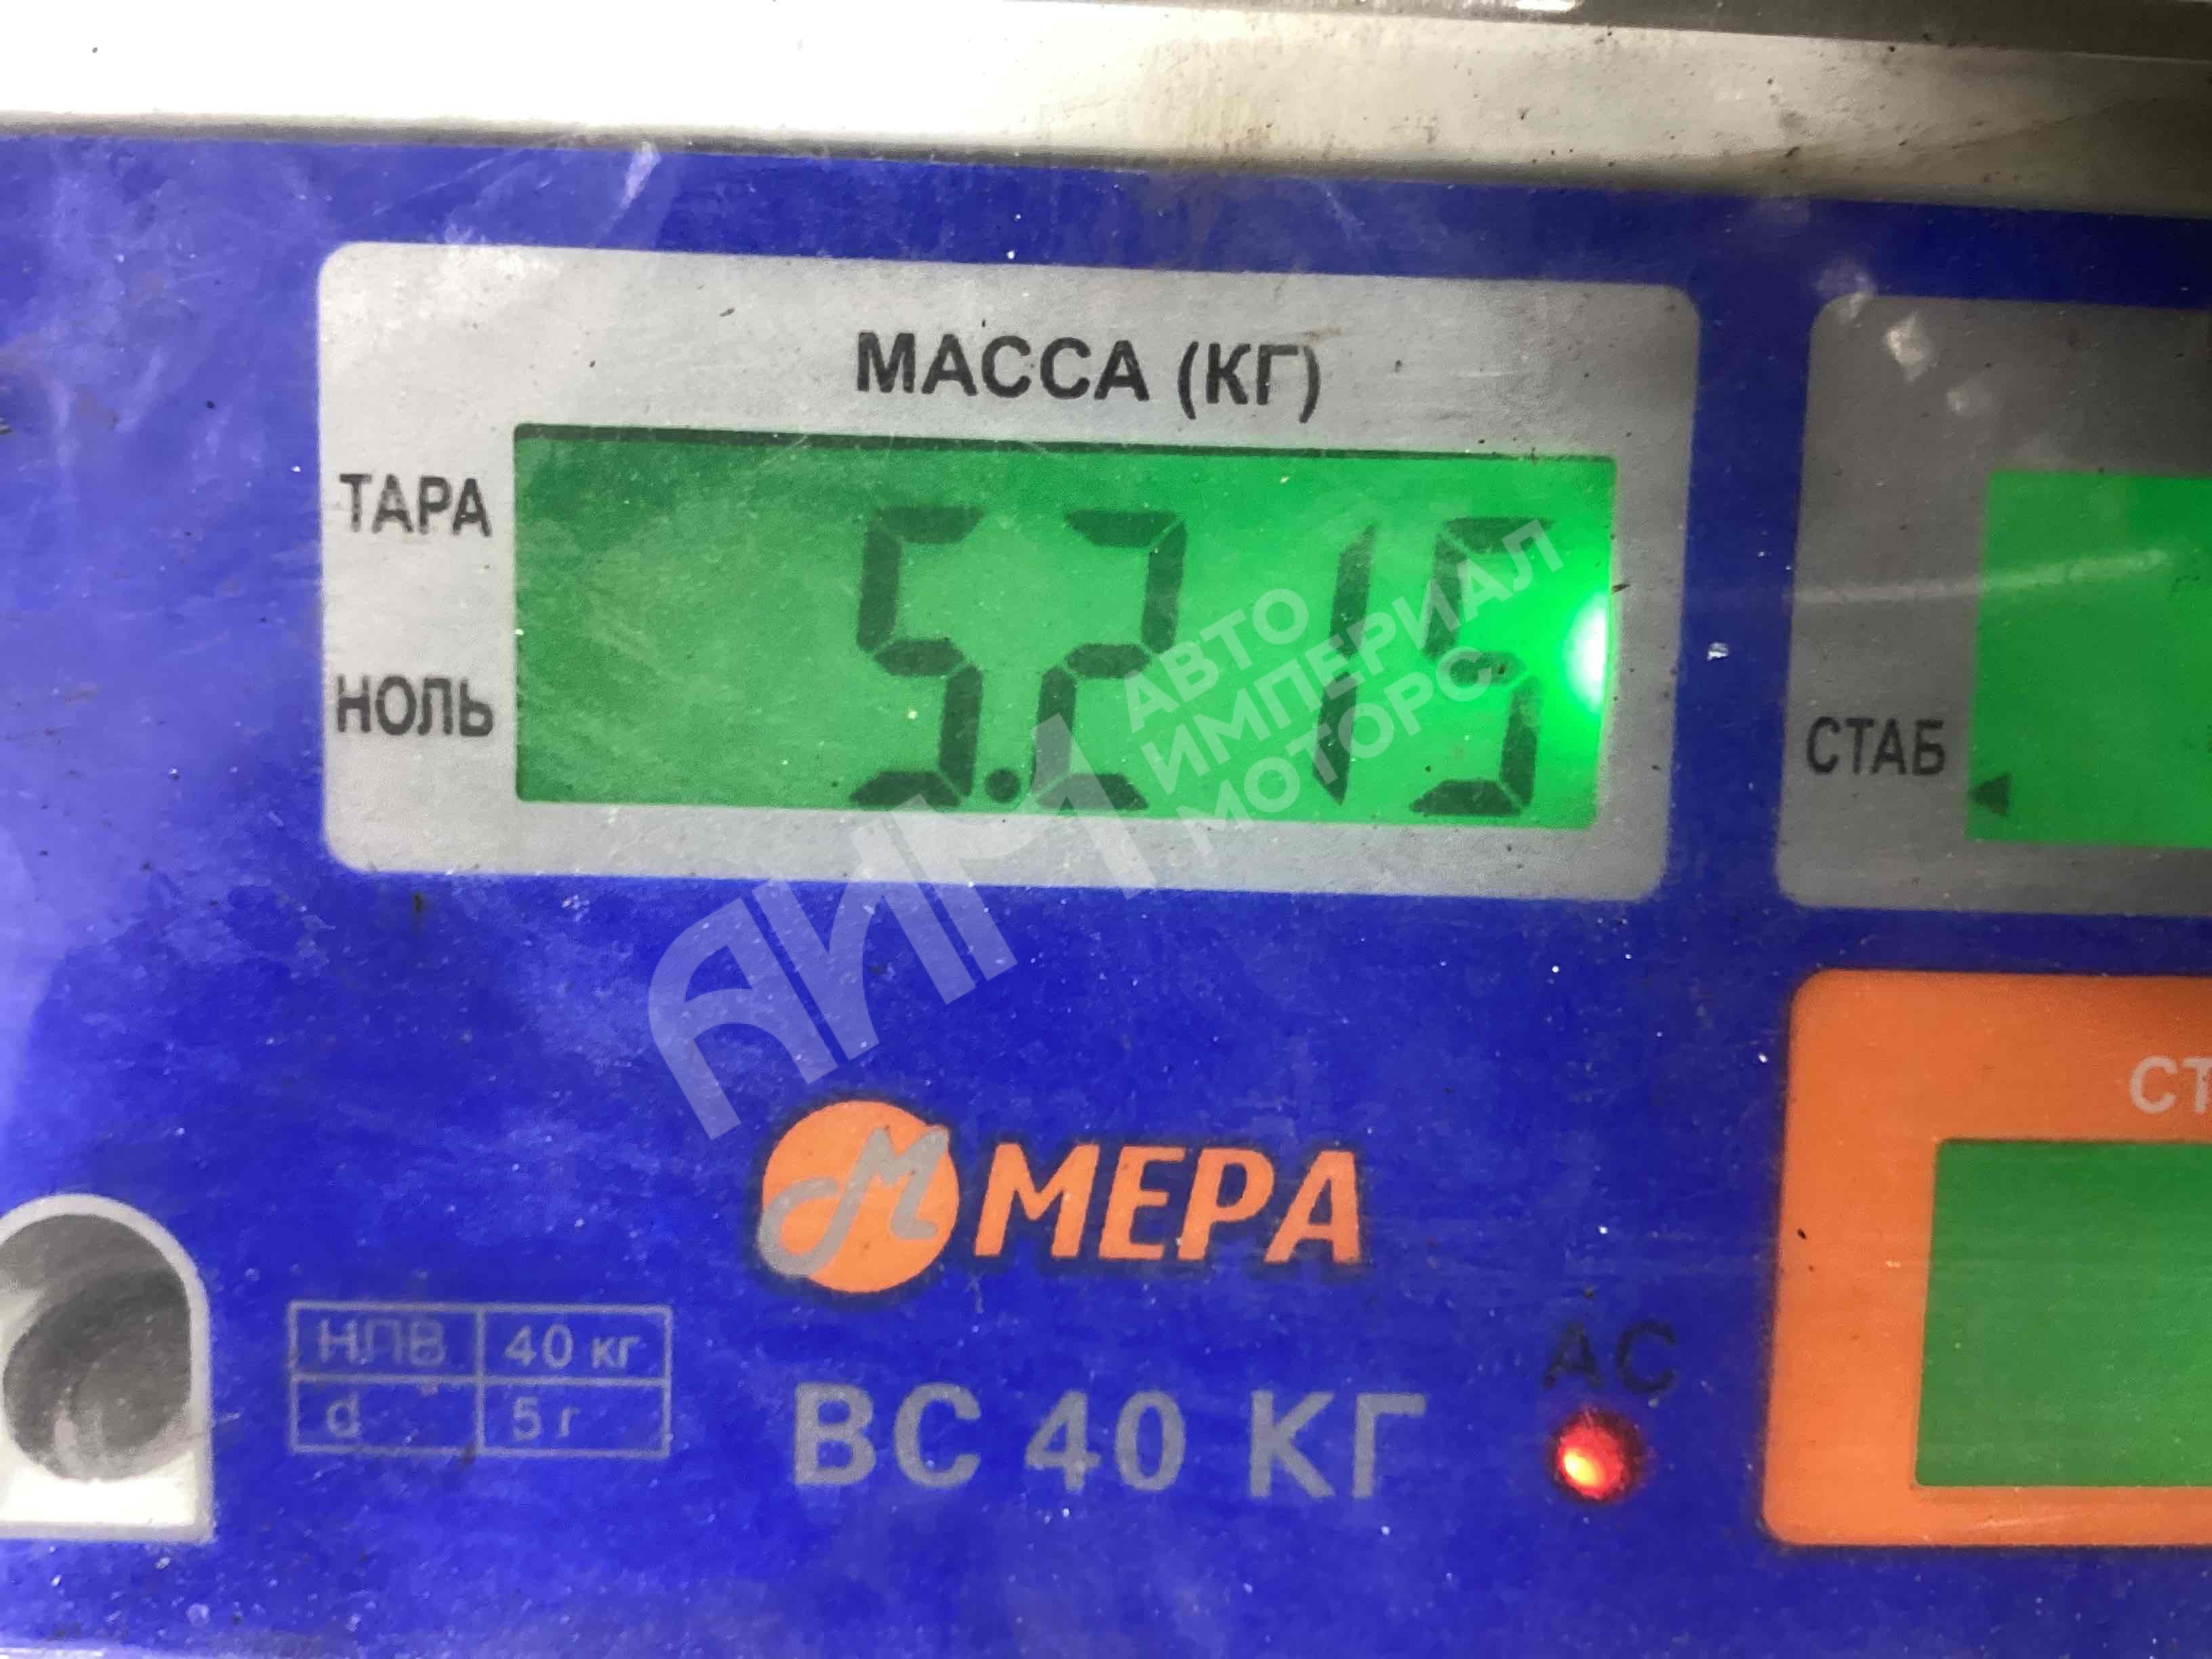 МАССА (КГ)
ТАРА
5.215
НОЛЬ
СТАБ
АВТО
ИМПЕРИАЛ
МОТОРС
АИМ
М МЕРА
НПВ 40 кг
d 5 г
ВС 40 КГ
АС